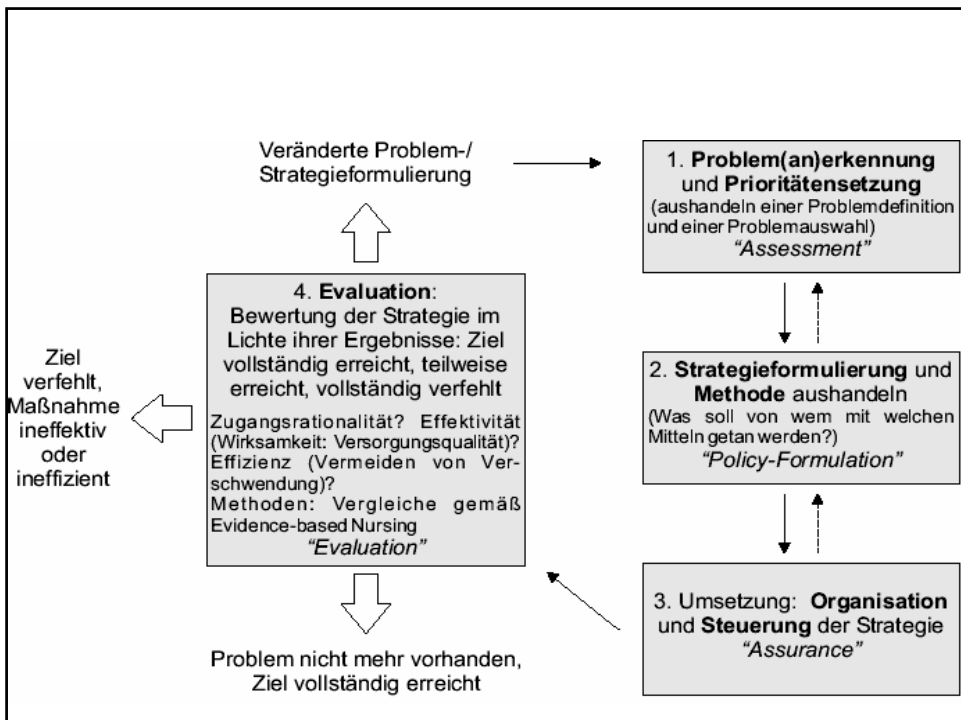 Veränderte Problem-/
Strategieformulierung
1. Problem(an)erkennung
und Prioritätensetzung
(aushandeln einer Problemdefinition
und einer Problemauswahl)
“Assessment”
2. Strategieformulierung und
Methode aushandeln
(Was soll von wem mit welchen
Mitteln getan werden?)
“Policy-Formulation”
3. Umsetzung: Organisation
und Steuerung der Strategie
“Assurance”
4. Evaluation:
Bewertung der Strategie im
Lichte ihrer Ergebnisse: Ziel
vollständig erreicht, teilweise
erreicht, vollständig verfehlt
Zugangsrationalität? Effektivität
(Wirksamkeit: Versorgungsqualität)?
Effizienz (Vermeiden von Ver-
schwendung)?
Methoden: Vergleiche gemäß
Evidence-based Nursing
“Evaluation”
Ziel
verfehlt,
Maßnahme
ineffektiv
oder
ineffizient
Problem nicht mehr vorhanden,
Ziel vollständig erreicht